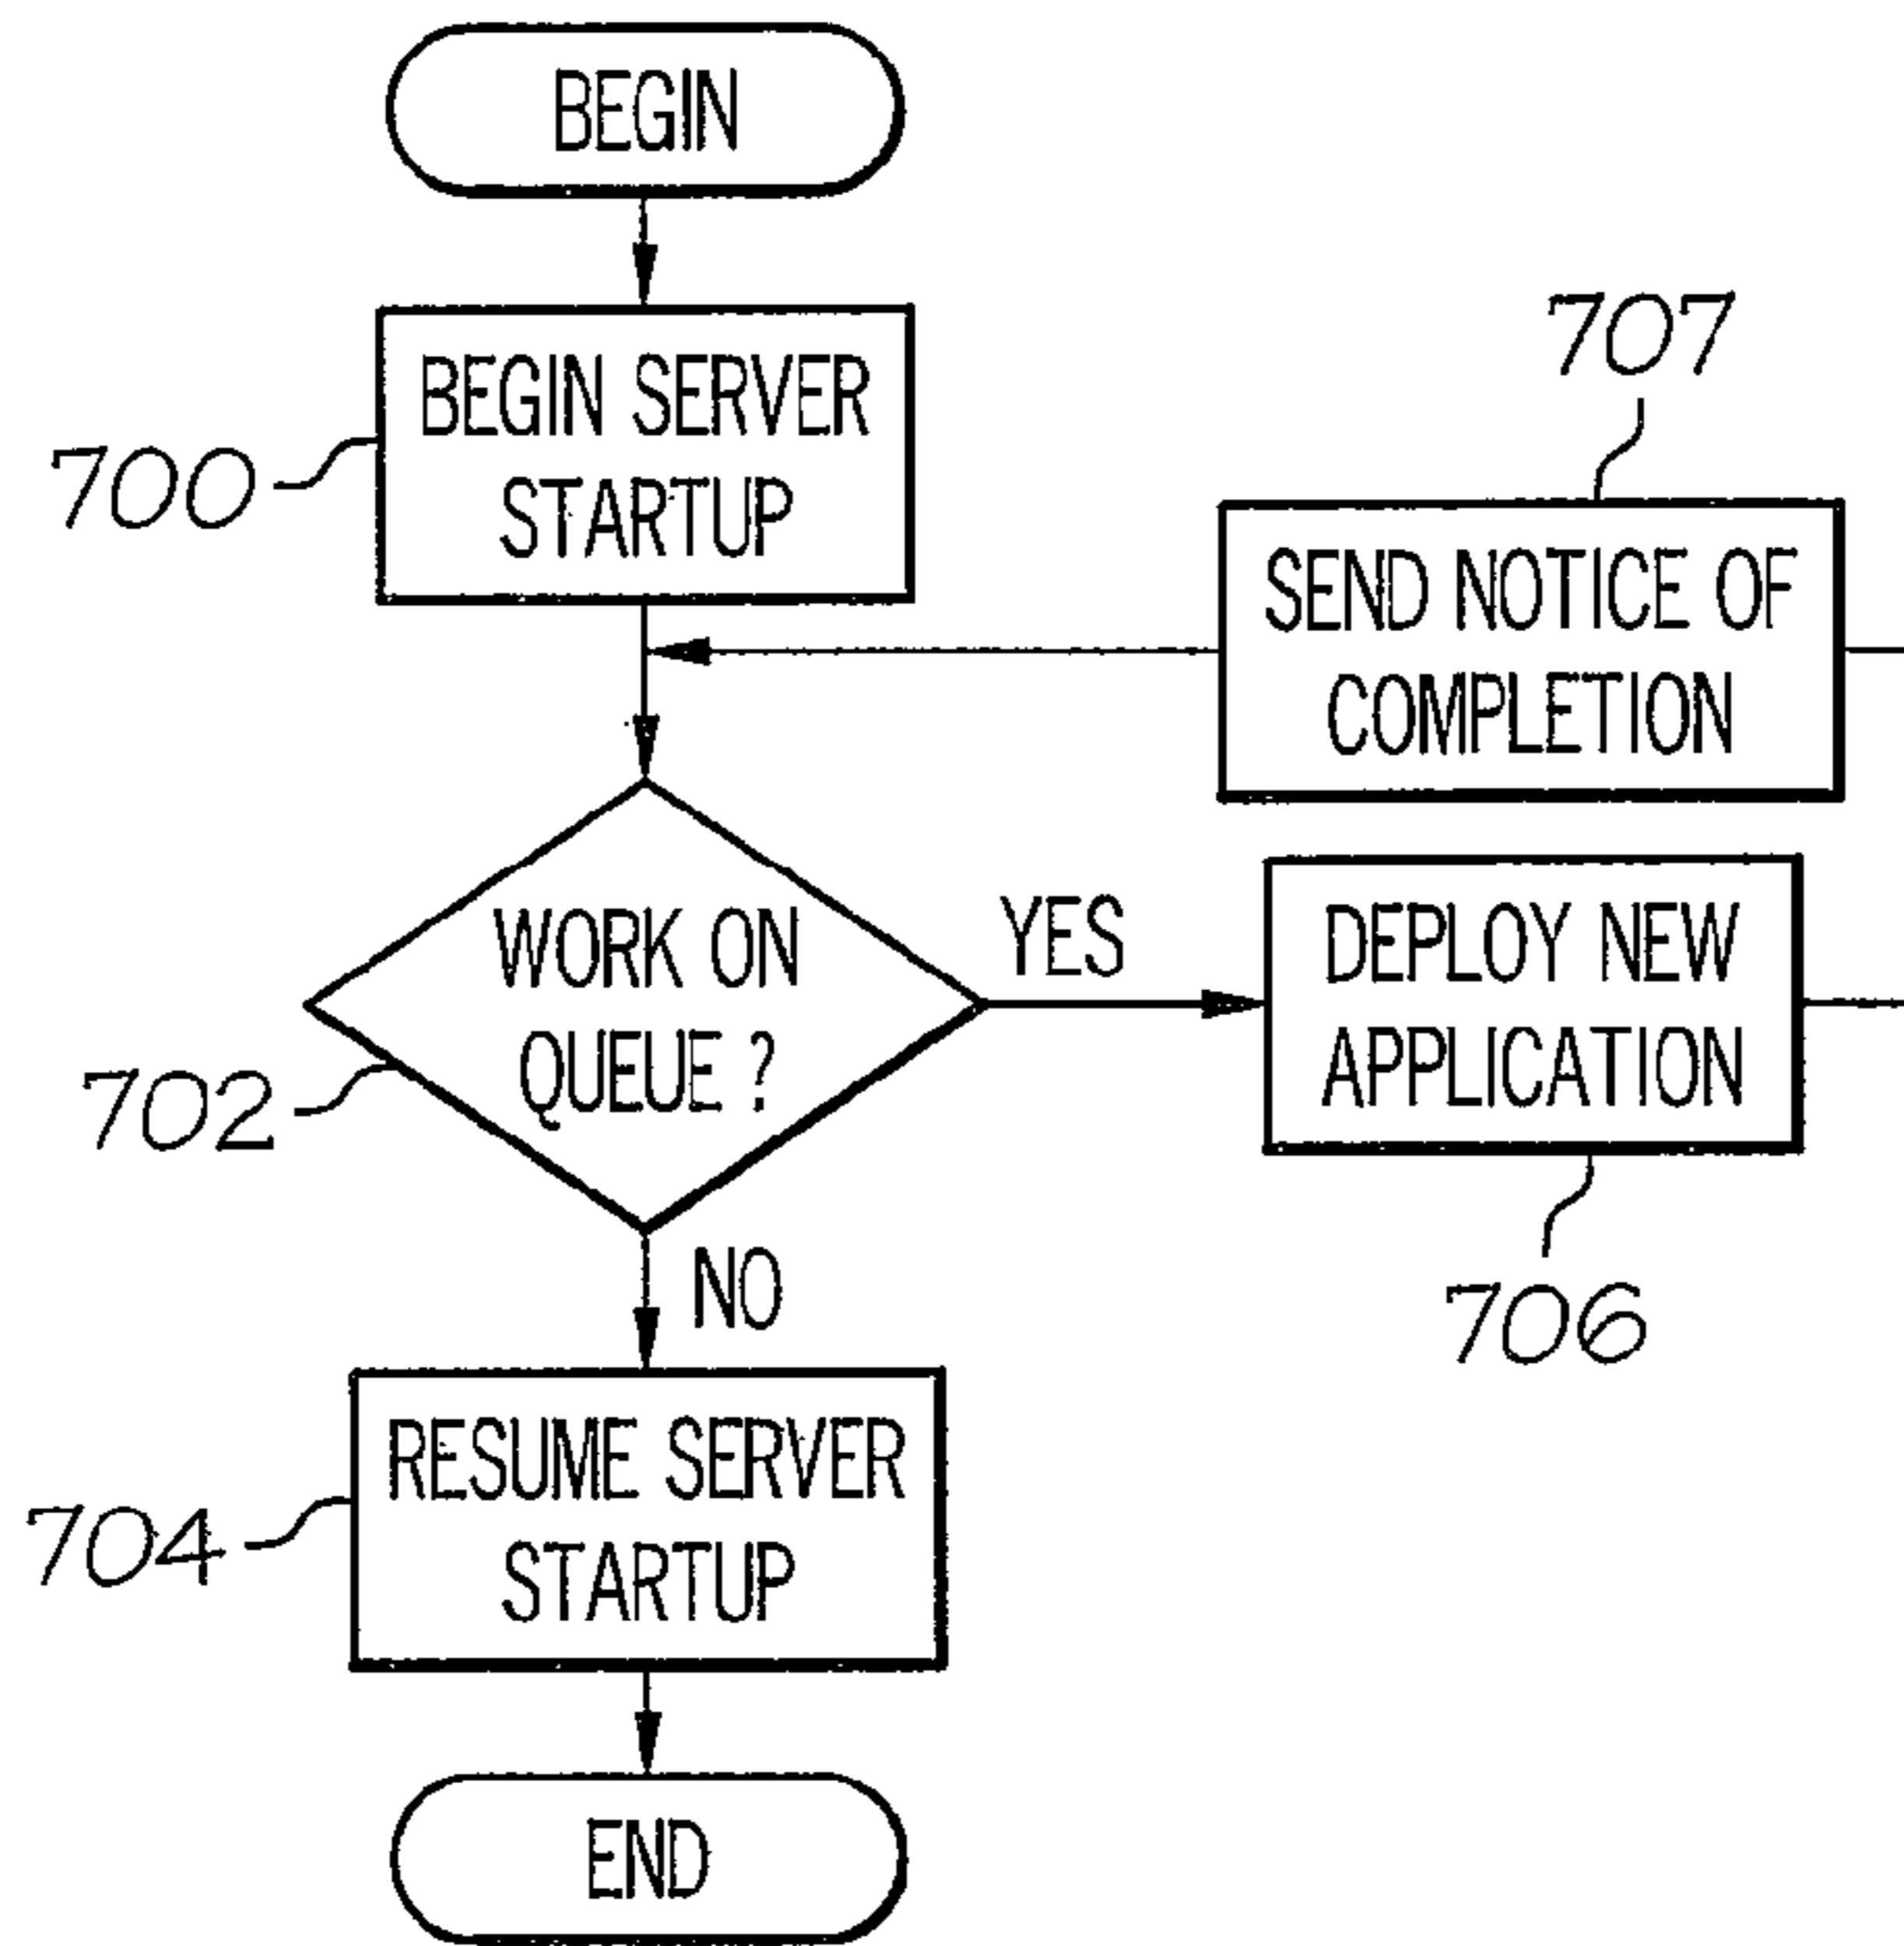 BEGIN
BEGIN SERVER
STARTUP
700
707
SEND NOTICE OF
COMPLETION
WORK ON
QUEUE ?
702
YES
DEPLOY NEW
APPLICATION
706
NO
RESUME SERVER
STARTUP
704
END